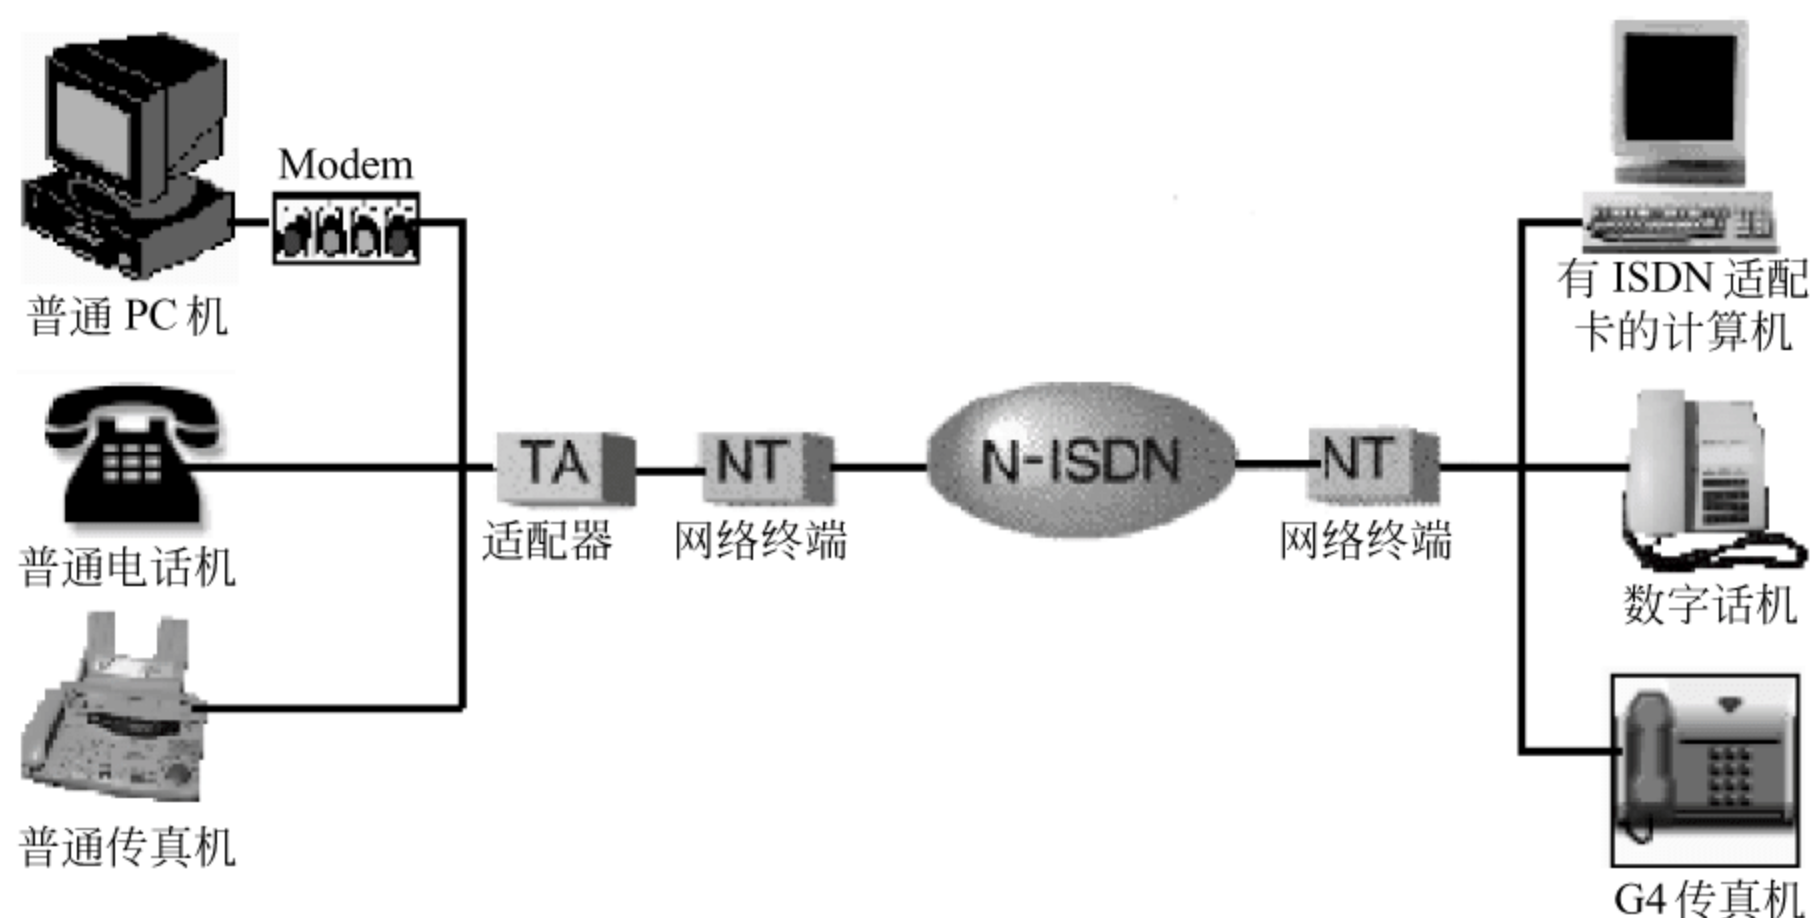 Modem
普通 PC 机
普通电话机
普通传真机
TA
适配器
NT
网络终端
N-ISDN
NT
网络终端
有 ISDN 适配
卡的计算机
数字话机
G4 传真机